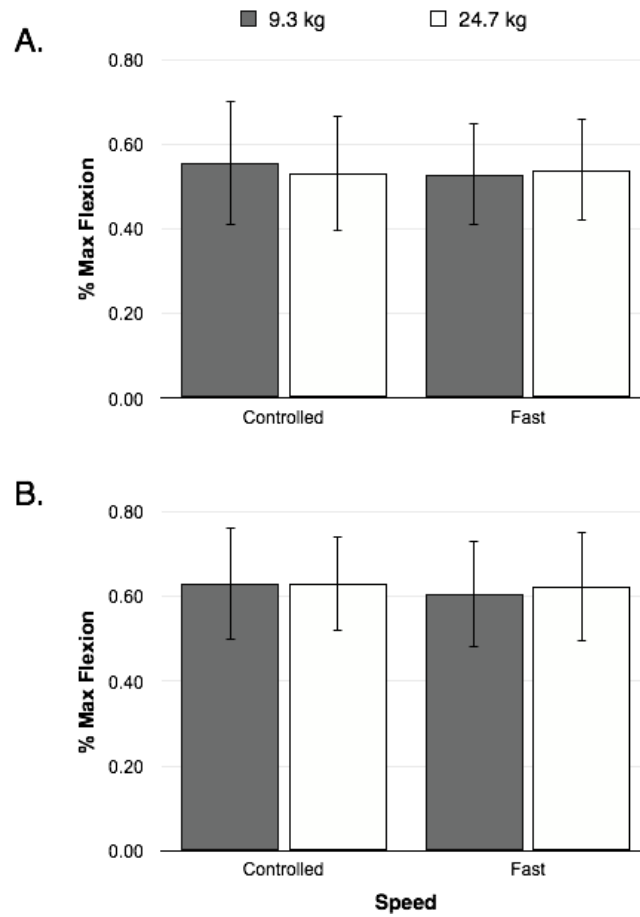 9.3 kg 24.7 kg
A.
0.80
0.60
0.40
0.20
0.00
% Max Flexion
Controlled Fast
B.
0.80
0.60
0.40
0.20
0.00
% Max Flexion
Controlled Fast
Speed